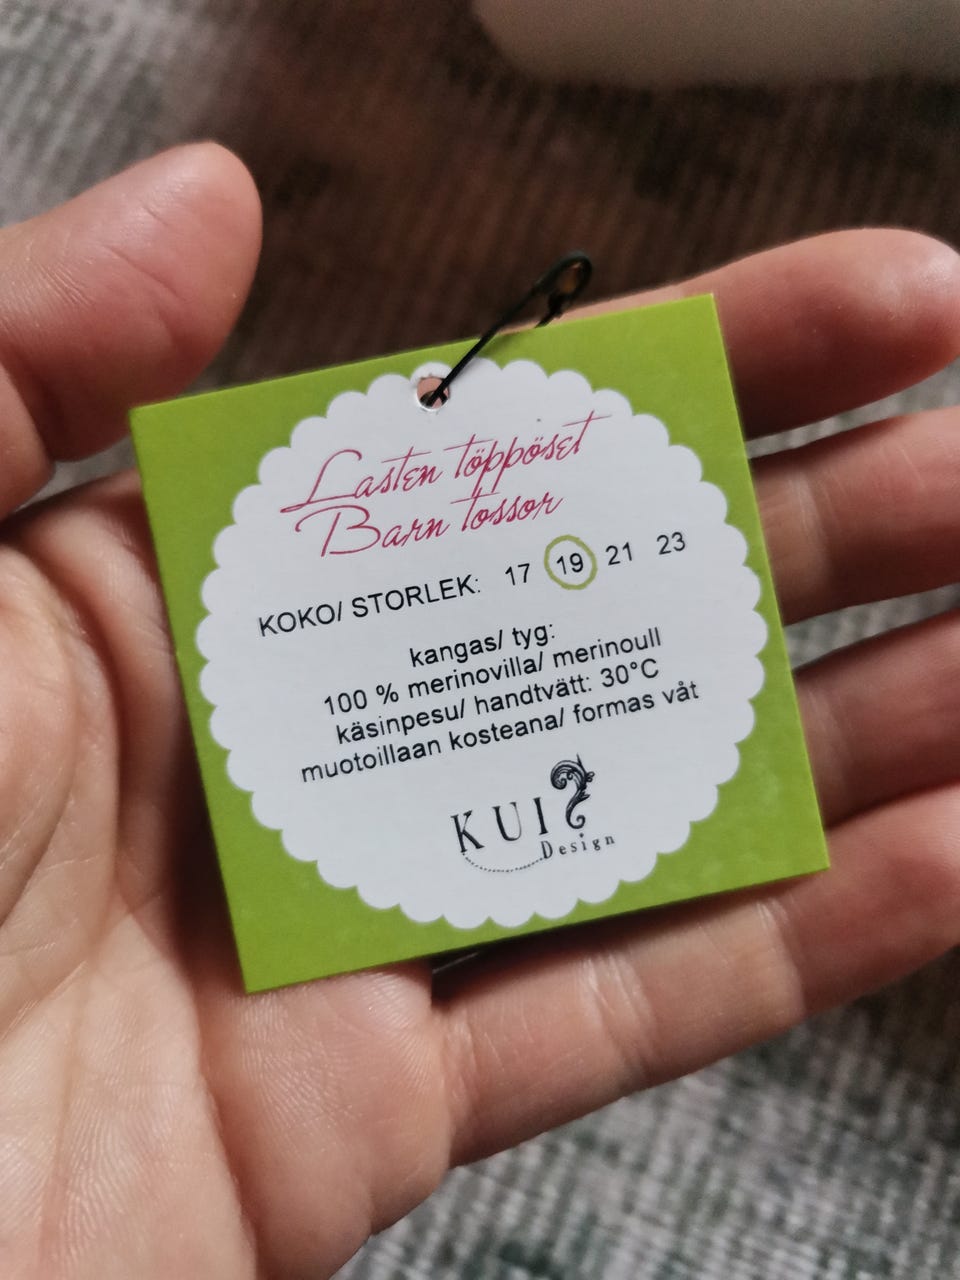 Lasten töppöset
Barn tossor
KOKO/ STORLEK: 17 19 21 23
kangas/ tyg:
100 % merinovilla/ merinoull
käsinpesu/ handtvätt: 30°C
muotoillaan kosteana/ formas våt
KUI
Design